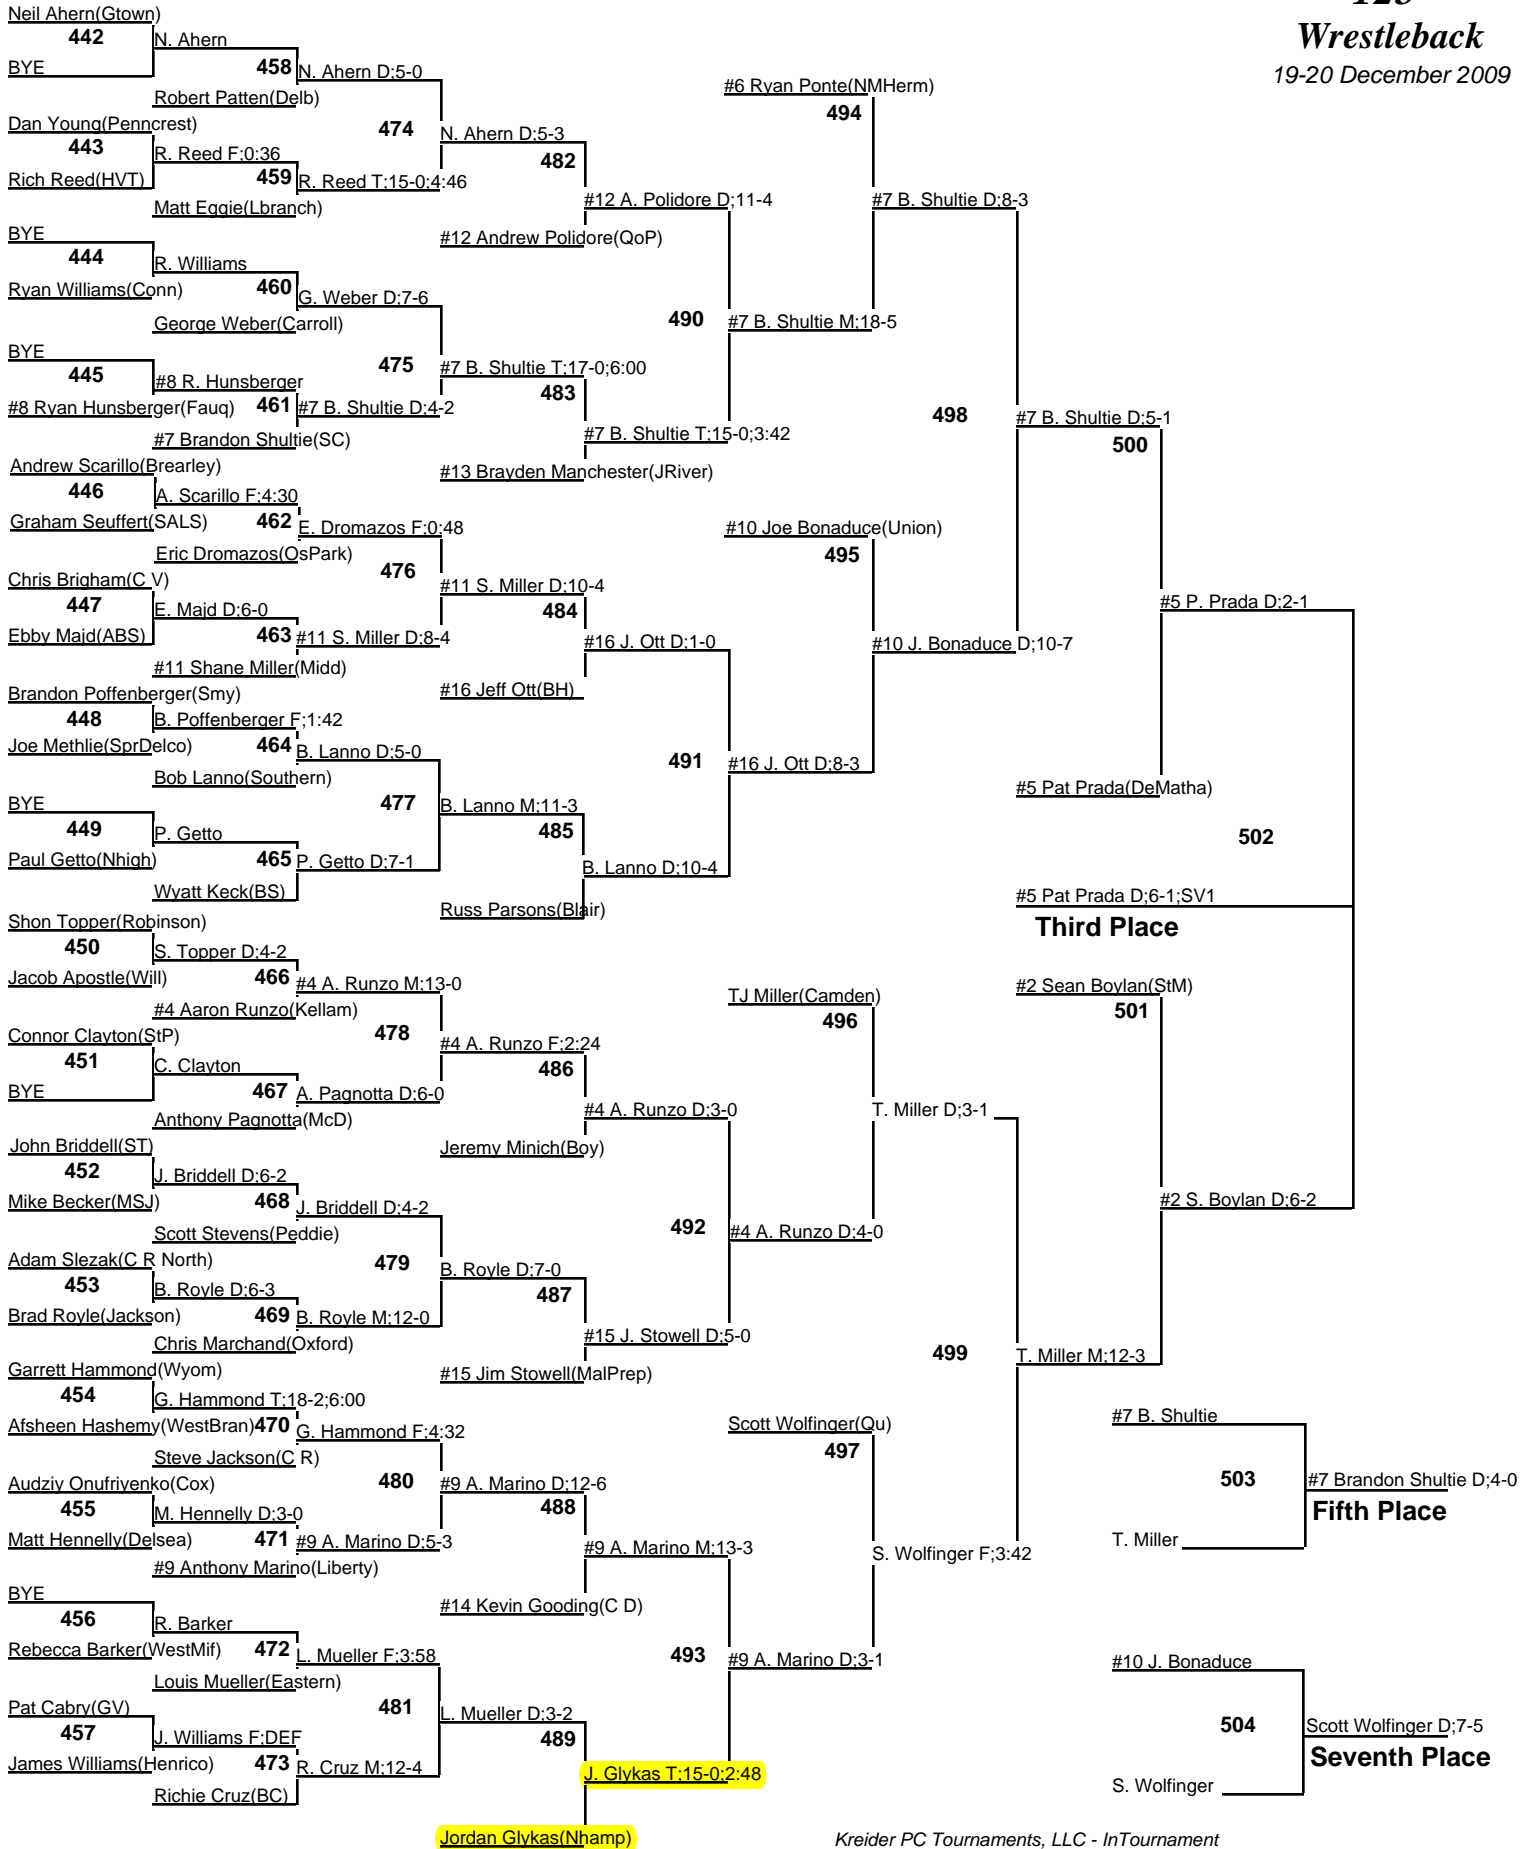 125
Wrestleback
19-20 December 2009
Neil Ahern(Gtown)
442
N. Ahern
BYE
458
N. Ahern D;5-0
Robert Patten(Delb)
Dan Young(Penncrest)
474
N. Ahern D;5-3
443
R. Reed F;0:36
482
Rich Reed(HVT)
459
R. Reed T;15-0;4:46
Matt Eggie(Lbranch)
#12 A. Polidore D;11-4
#12 Andrew Polidore(QoP)
BYE
444
R. Williams
Ryan Williams(Conn)
460
G. Weber D;7-6
George Weber(Carroll)
490
#7 B. Shultie M;18-5
BYE
475
#7 B. Shultie T;17-0;6:00
445
#8 R. Hunsberger
483
#8 Ryan Hunsberger(Fauq)
461
#7 B. Shultie D;4-2
#7 Brandon Shultie(SC)
#7 B. Shultie T;15-0;3:42
#13 Brayden Manchester(JRiver)
#6 Ryan Ponte(NMHerm)
494
#7 B. Shultie D;8-3
498
#7 B. Shultie D;5-1
500
Andrew Scarillo(Brearley)
446
A. Scarillo F;4:30
Graham Seuffert(SALS)
462
E. Dromazos F;0:48
Eric Dromazos(OsPark)
476
#11 S. Miller D;10-4
Chris Brigham(C V)
447
E. Majd D;6-0
484
Ebby Majd(ABS)
463
#11 S. Miller D;8-4
#11 Shane Miller(Midd)
#16 J. Ott D;1-0
#16 Jeff Ott(BH)
#10 Joe Bonaduce(Union)
495
#10 J. Bonaduce D;10-7
#5 P. Prada D;2-1
Brandon Poffenberger(Smy)
448
B. Poffenberger F;1:42
Joe Methlie(SprDelco)
464
B. Lanno D;5-0
Bob Lanno(Southern)
491
#16 J. Ott D;8-3
BYE
477
B. Lanno M;11-3
449
P. Getto
485
Paul Getto(Nhigh)
465
P. Getto D;7-1
Wyatt Keck(BS)
B. Lanno D;10-4
Russ Parsons(Blair)
#5 Pat Prada(DeMatha)
502
#5 Pat Prada D;6-1;SV1
Third Place
Shon Topper(Robinson)
450
S. Topper D;4-2
Jacob Apostle(Will)
466
#4 A. Runzo M;13-0
#4 Aaron Runzo(Kellam)
478
#4 A. Runzo F;2:24
Connor Clayton(StP)
451
C. Clayton
486
BYE
467
A. Pagnotta D;6-0
Anthony Pagnotta(McD)
#4 A. Runzo D;3-0
Jeremy Minich(Boy)
TJ Miller(Camden)
496
T. Miller D;3-1
#2 Sean Boylan(StM)
501
#2 S. Boylan D;6-2
John Briddell(ST)
452
J. Briddell D;6-2
Mike Becker(MSJ)
468
J. Briddell D;4-2
Scott Stevens(Peddie)
492
#4 A. Runzo D;4-0
Adam Slezak(C R North)
479
B. Royle D;7-0
453
B. Royle D;6-3
487
Brad Royle(Jackson)
469
B. Royle M;12-0
Chris Marchand(Oxford)
#15 J. Stowell D;5-0
#15 Jim Stowell(MalPrep)
499
T. Miller M;12-3
Garrett Hammond(Wyom)
454
G. Hammond T;18-2;6:00
Afsheen Hashemy(WestBran)
470
G. Hammond F;4:32
Steve Jackson(C R)
480
#9 A. Marino D;12-6
Audziy Onufriyenko(Cox)
455
M. Hennelly D;3-0
488
Matt Hennelly(Delsea)
471
#9 A. Marino D;5-3
#9 Anthony Marino(Liberty)
#9 A. Marino M;13-3
#14 Kevin Gooding(C D)
Scott Wolfinger(Qu)
497
S. Wolfinger F;3:42
#7 B. Shultie
503
#7 Brandon Shultie D;4-0
Fifth Place
T. Miller
BYE
456
R. Barker
Rebecca Barker(WestMif)
472
L. Mueller F;3:58
Louis Mueller(Eastern)
493
#9 A. Marino D;3-1
Pat Cabry(GV)
481
L. Mueller D;3-2
457
J. Williams F;DEF
489
James Williams(Henrico)
473
R. Cruz M;12-4
Richie Cruz(BC)
J. Glykas T;15-0;2:48
Jordan Glykas(Nhamp)
#10 J. Bonaduce
504
Scott Wolfinger D;7-5
Seventh Place
S. Wolfinger
Kreider PC Tournaments, LLC - InTournament